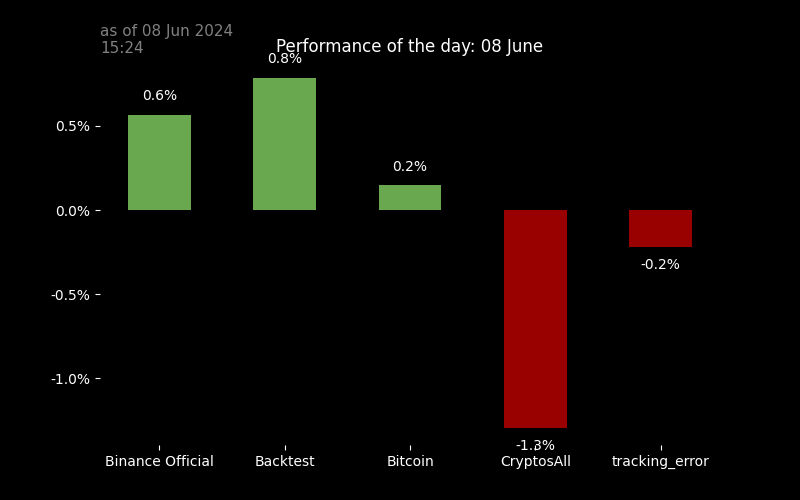 as of 08 Jun 2024
15:24
Performance of the day: 08 June
0.8%
0.6%
0.5%
0.2%
0.0%
-0.2%
-0.5%
-1.0%
-1.3%
Binance Official
Backtest
Bitcoin
CryptosAll
tracking_error